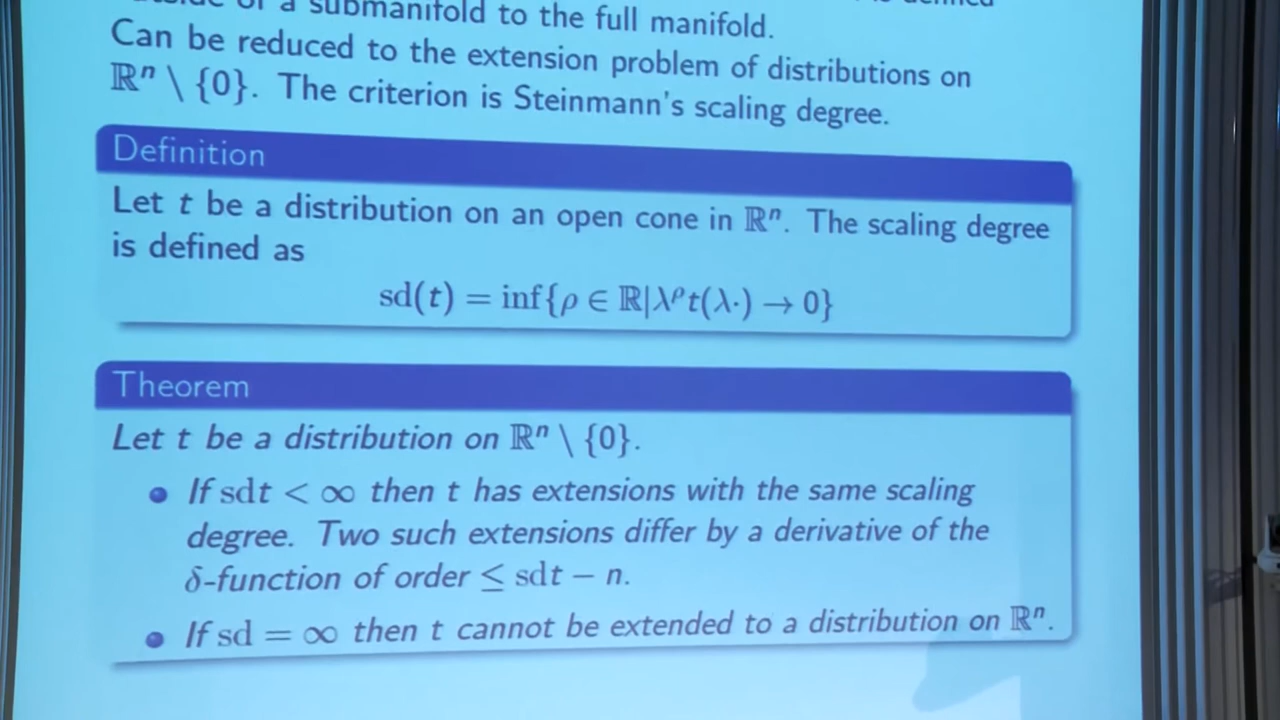 of a submanifold to the full manifold.
Can be reduced to the extension problem of distributions on
ℝⁿ \ {0}. The criterion is Steinmann's scaling degree.
Definition
Let t be a distribution on an open cone in ℝⁿ. The scaling degree
is defined as
sd(t) = inf{ρ ∈ ℝ|λ^ρ t(λ·) → 0}
Theorem
Let t be a distribution on ℝⁿ \ {0}.
If sdt < ∞ then t has extensions with the same scaling
degree. Two such extensions differ by a derivative of the
δ-function of order ≤ sdt − n.
If sd = ∞ then t cannot be extended to a distribution on ℝⁿ.